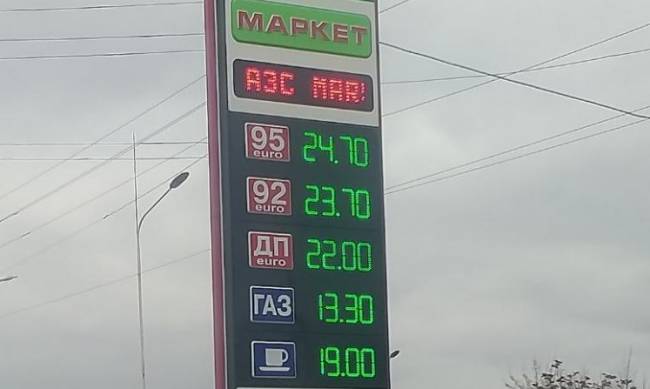 МАРКЕТ
АЗС MAR
95 euro 24.70
92 euro 23.70
ДП euro 22.00
ГАЗ 13.30
19.00